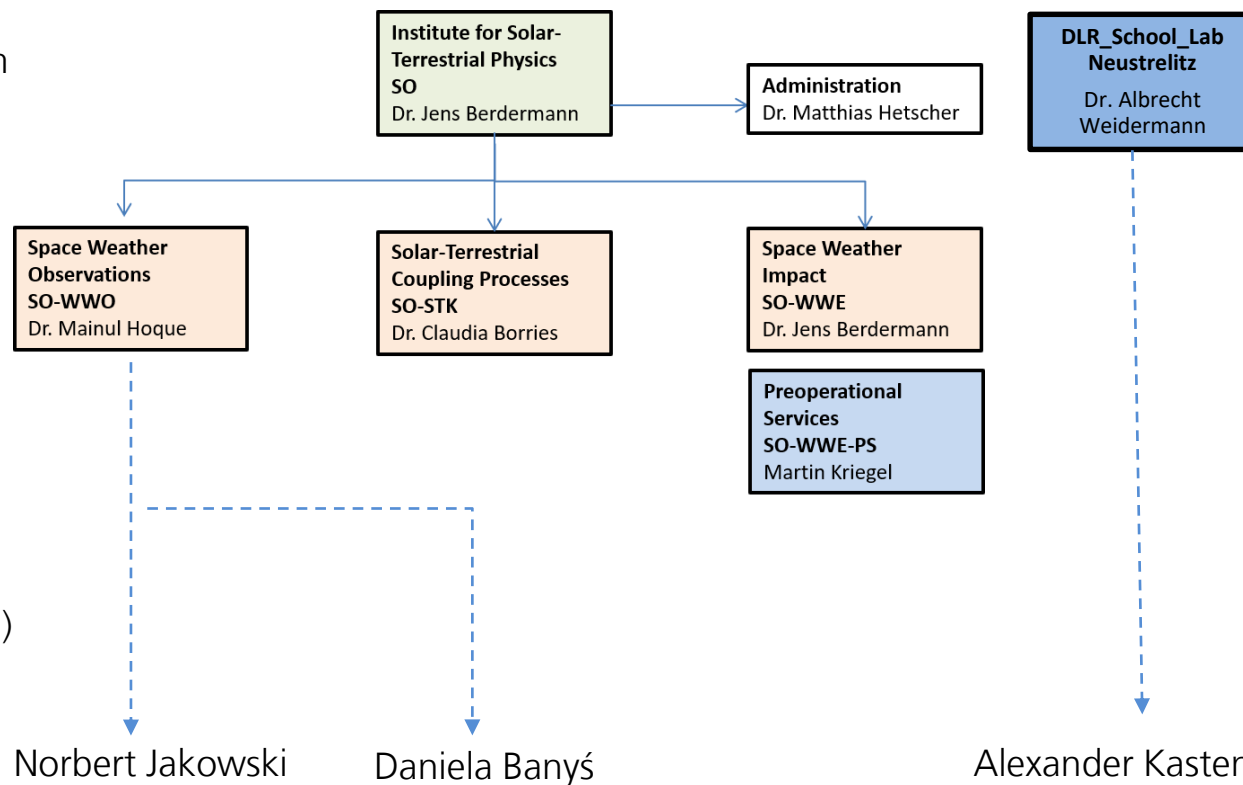 Institute for Solar-
Terrestrial Physics
SO
Dr. Jens Berdermann
DLR_School_Lab
Neustrelitz
Dr. Albrecht
Weidermann
n
Administration
Dr. Matthias Hetscher
Space Weather
Observations
SO-WWO
Dr. Mainul Hoque
Solar-Terrestrial
Coupling Processes
SO-STK
Dr. Claudia Borries
Space Weather
Impact
SO-WWE
Dr. Jens Berdermann
Preoperational
Services
SO-WWE-PS
Martin Kriegel
)
Norbert Jakowski
Daniela Banyś
Alexander Kasten